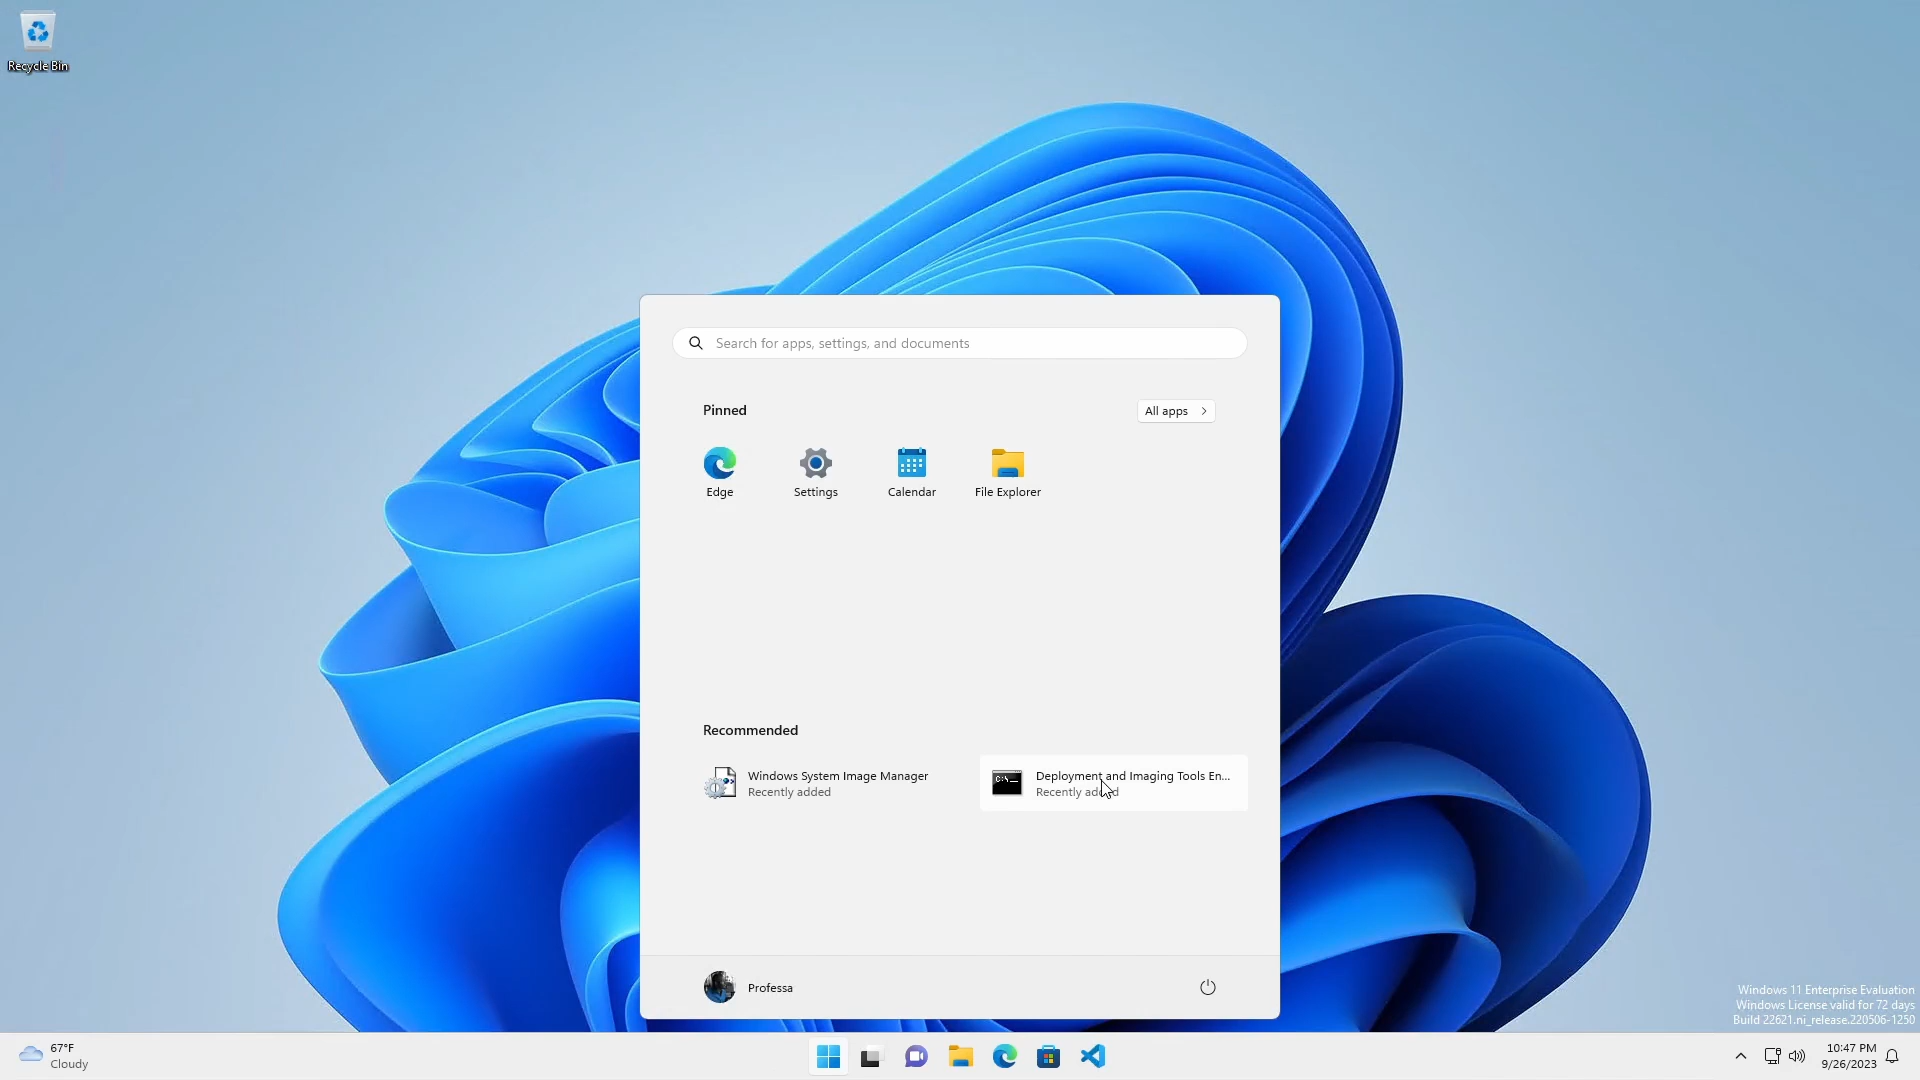 Recycle Bin
Search for apps, settings, and documents
Pinned
All apps
Edge
Settings
Calendar
File Explorer
Recommended
Windows System Image Manager
Recently added
Deployment and Imaging Tools En...
Recently added
Professa
Windows 11 Enterprise Evaluation
Windows License valid for 72 days
Build 22621.ni_release.220506-1250
67°F
Cloudy
10:47 PM
9/26/2023